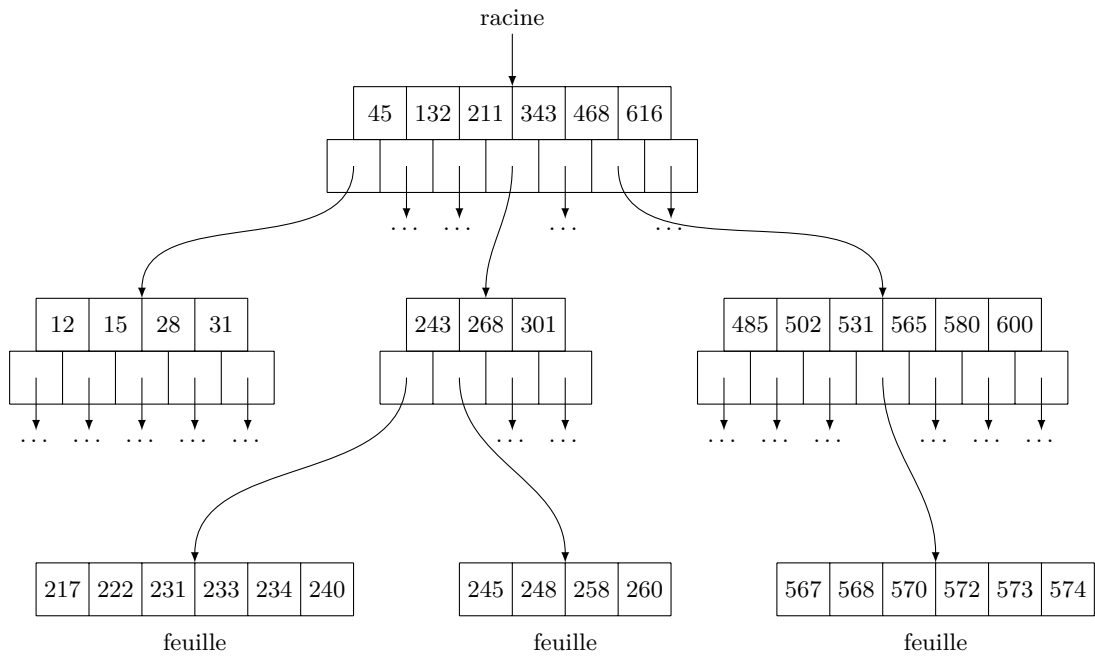 racine
45 132 211 343 468 616
... ... ... ...
12 15 28 31
243 268 301
485 502 531 565 580 600
... ... ... ... ... ... ... ... ... ... ... ... ...
217 222 231 233 234 240
245 248 258 260
567 568 570 572 573 574
feuille
feuille
feuille